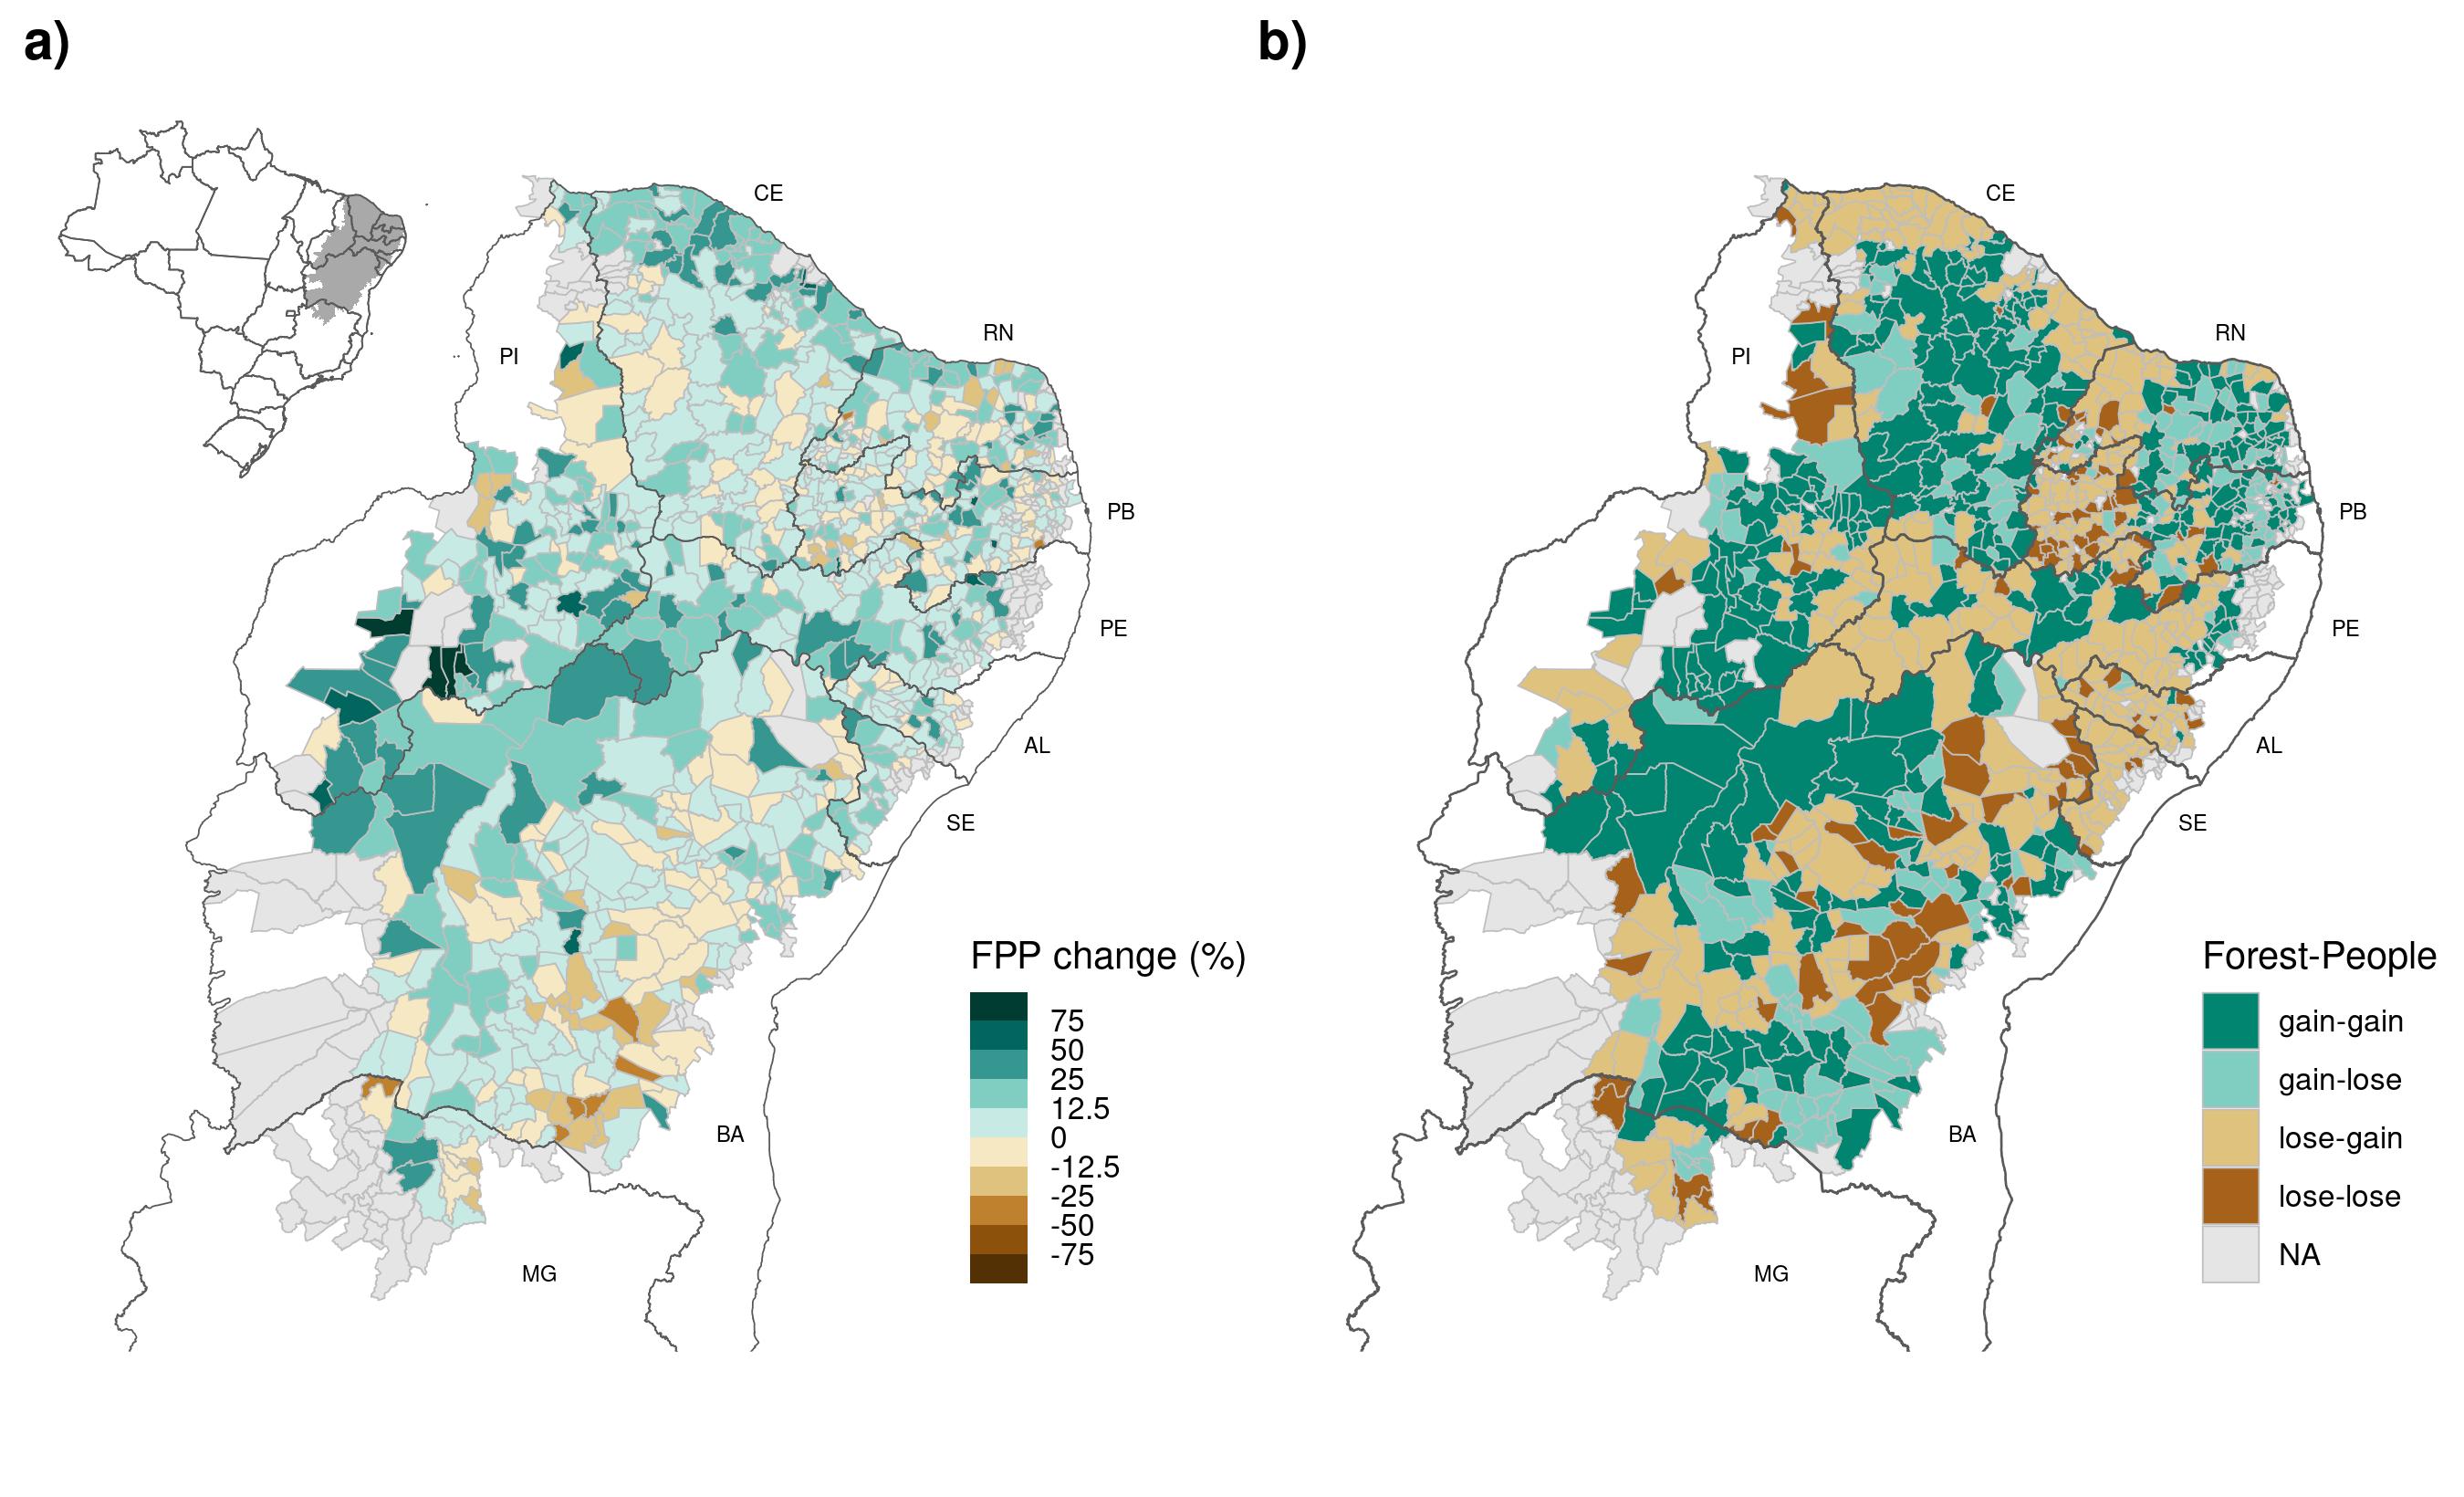 a)
CE
RN
PI
PB
PE
AL
SE
BA
MG
FPP change (%)
75
50
25
12.5
0
-12.5
-25
-50
-75
b)
CE
RN
PI
PB
PE
AL
SE
BA
MG
Forest-People
gain-gain
gain-lose
lose-gain
lose-lose
NA